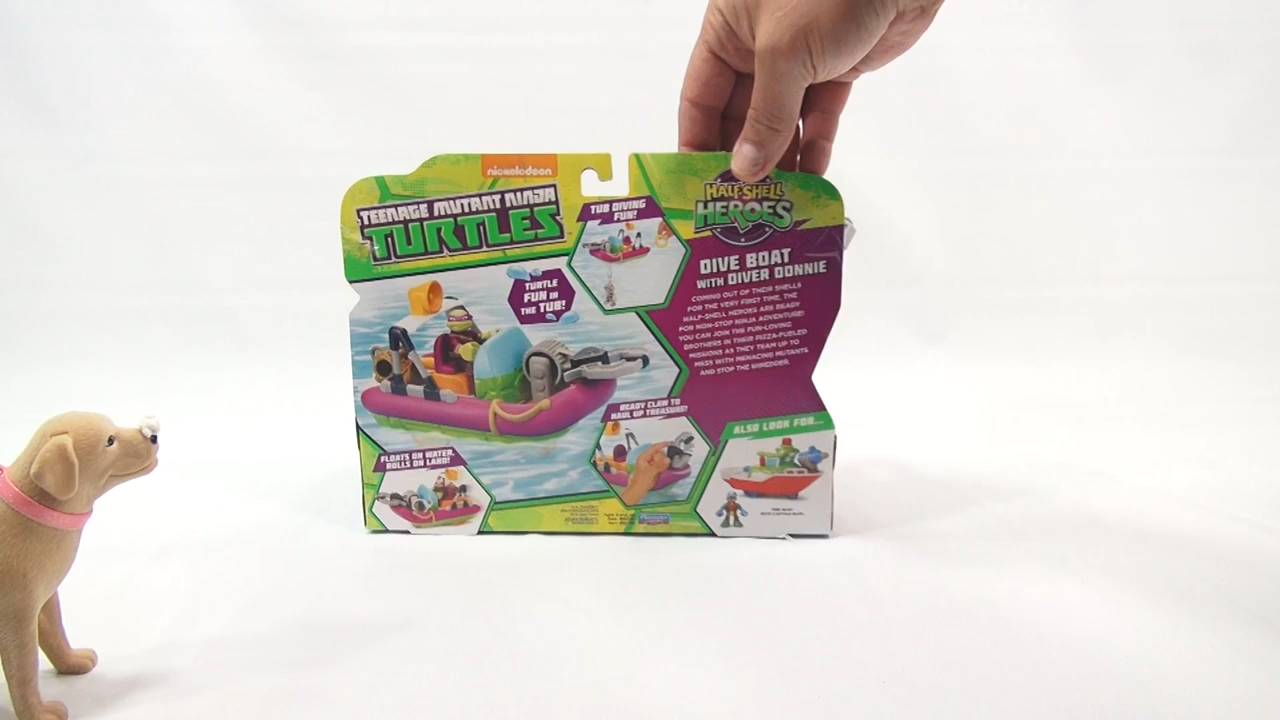 nickelodeon
TEENAGE MUTANT NINJA
TURTLES
TUB DIVING
FUN!
HALF-SHELL
HEROES
TURTLE
FUN IN
THE TUB!
DIVE BOAT
WITH DIVER DONNIE
COMING OUT OF THEIR SHELLS
FOR THE VERY FIRST TIME, THE
HALF-SHELL HEROES ARE READY
FOR NON-STOP NINJA ADVENTURE!
YOU CAN JOIN THE FUN-LOVING
BROTHERS IN THEIR PIZZA-FUELED
MISSIONS AS THEY TEAM UP TO
MESS WITH MENACING MUTANTS
AND STOP THE SHREDDER.
READY CLAW TO
HAUL UP TREASURE!
FLOATS ON WATER,
ROLLS ON LAND!
ALSO LOOK FOR...